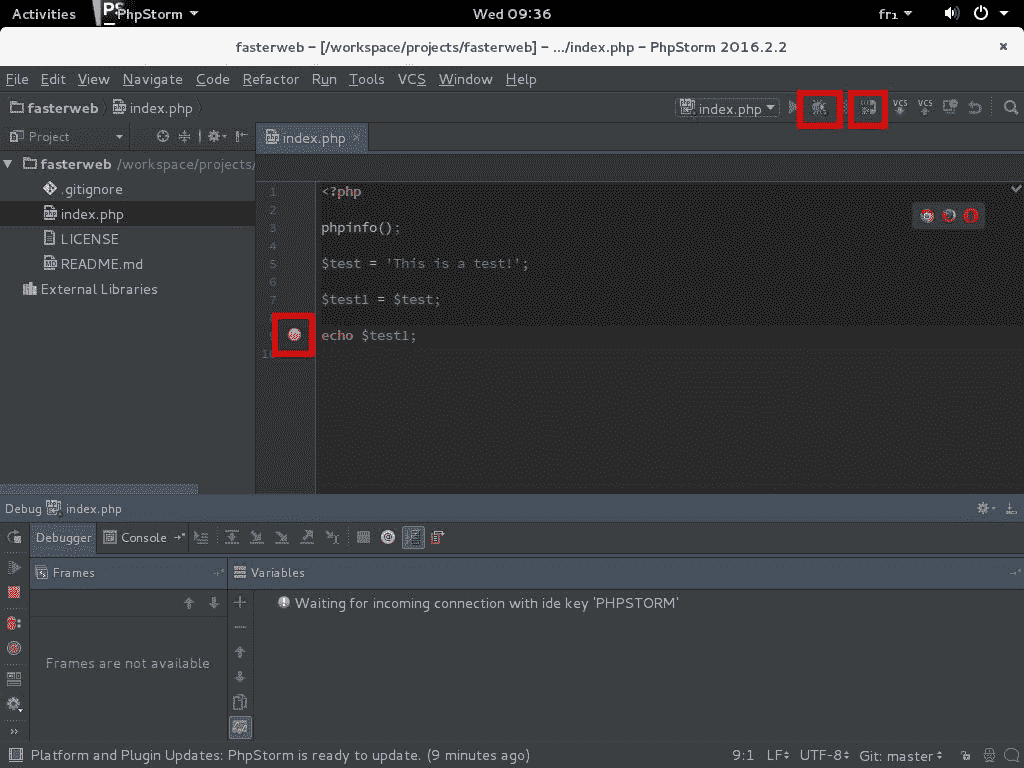 Activities PS PhpStorm Wed 09:36 fr1
fasterweb – [/workspace/projects/fasterweb] – .../index.php – PhpStorm 2016.2.2 ×
File Edit View Navigate Code Refactor Run Tools VCS Window Help
fasterweb index.php index.php VCS VCS
Project index.php
fasterweb /workspace/projects/
.gitignore
index.php
LICENSE
README.md
External Libraries
1 <?php
2
3 phpinfo();
4
5 $test = 'This is a test!';
6
7 $test1 = $test;
echo $test1;
10
Debug index.php
Debugger Console
Frames Variables
Waiting for incoming connection with ide key 'PHPSTORM'
Frames are not available
Platform and Plugin Updates: PhpStorm is ready to update. (9 minutes ago) 9:1 LF UTF-8 Git: master